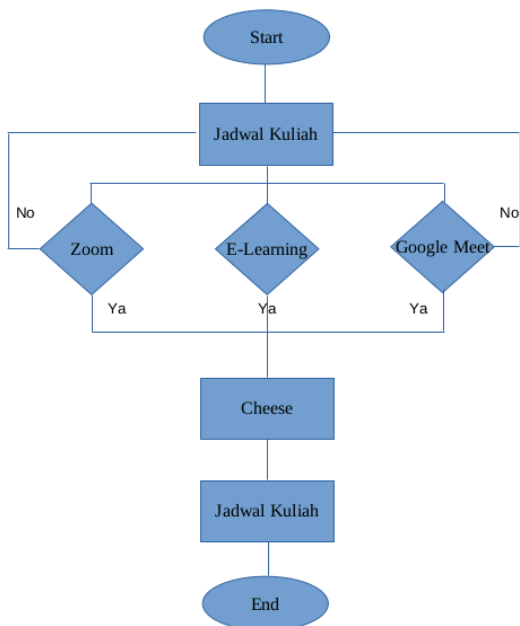 Start
Jadwal Kuliah
No
No
Zoom
E-Learning
Google Meet
Ya
Ya
Ya
Cheese
Jadwal Kuliah
End